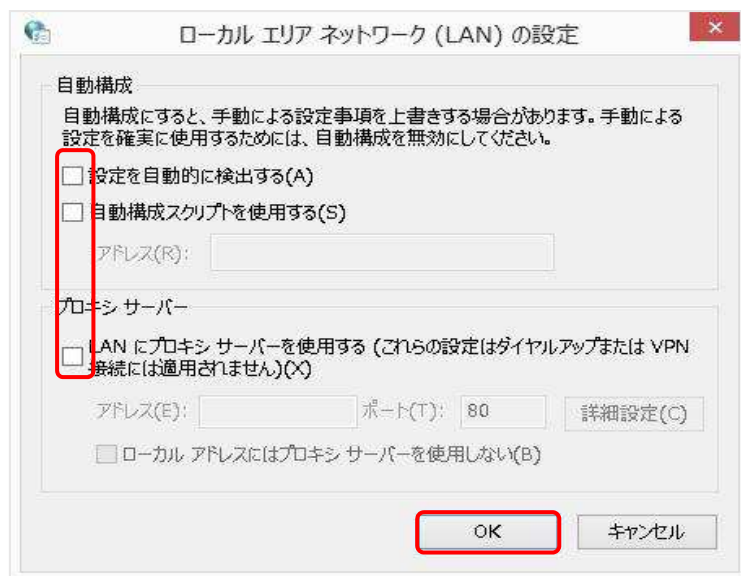 ローカル エリア ネットワーク (LAN) の設定
自動構成
自動構成にすると、手動による設定事項を上書きする場合があります。手動による
設定を確実に使用するためには、自動構成を無効にしてください。
設定を自動的に検出する(A)
自動構成スクリプトを使用する(S)
アドレス(R):
プロキシ サーバー
LAN にプロキシ サーバーを使用する (これらの設定はダイヤルアップまたは VPN
接続には適用されません)(X)
アドレス(E): ポート(T): 80 詳細設定(C)
ローカル アドレスにはプロキシ サーバーを使用しない(B)
OK キャンセル